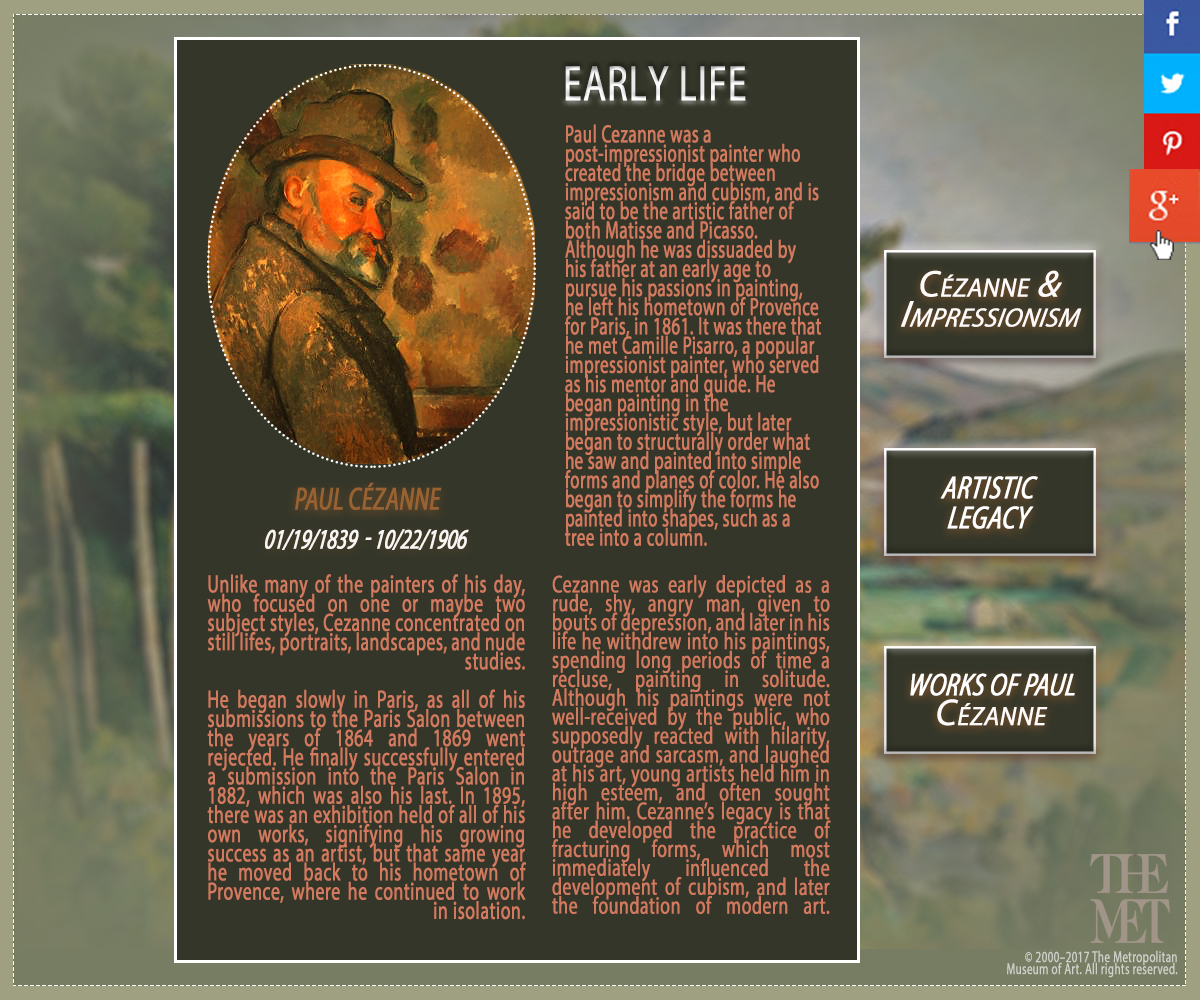 EARLY LIFE
Paul Cezanne was a
post-impressionist painter who
created the bridge between
impressionism and cubism, and is
said to be the artistic father of
both Matisse and Picasso.
Although he was dissuaded by
his father at an early age to
pursue his passions in painting,
he left his hometown of Provence
for Paris, in 1861. It was there that
he met Camille Pisarro, a popular
impressionist painter, who served
as his mentor and guide. He
began painting in the
impressionistic style, but later
began to structurally order what
he saw and painted into simple
forms and planes of color. He also
began to simplify the forms he
painted into shapes, such as a
tree into a column.
PAUL CÉZANNE
01/19/1839 - 10/22/1906
Unlike many of the painters of his day,
who focused on one or maybe two
subject styles, Cezanne concentrated on
still lifes, portraits, landscapes, and nude
studies.
He began slowly in Paris, as all of his
submissions to the Paris Salon between
the years of 1864 and 1869 went
rejected. He finally successfully entered
a submission into the Paris Salon in
1882, which was also his last. In 1895,
there was an exhibition held of all of his
own works, signifying his growing
success as an artist, but that same year
he moved back to his hometown of
Provence, where he continued to work
in isolation.
Cezanne was early depicted as a
rude, shy, angry man, given to
bouts of depression, and later in his
life he withdrew into his paintings,
spending long periods of time a
recluse, painting in solitude.
Although his paintings were not
well-received by the public, who
supposedly reacted with hilarity,
outrage and sarcasm, and laughed
at his art, young artists held him in
high esteem, and often sought
after him. Cezanne's legacy is that
he developed the practice of
fracturing forms, which most
immediately influenced the
development of cubism, and later
the foundation of modern art.
f
g+
CÉZANNE &
IMPRESSIONISM
ARTISTIC
LEGACY
WORKS OF PAUL
CÉZANNE
THE
MET
© 2000–2017 The Metropolitan
Museum of Art. All rights reserved.